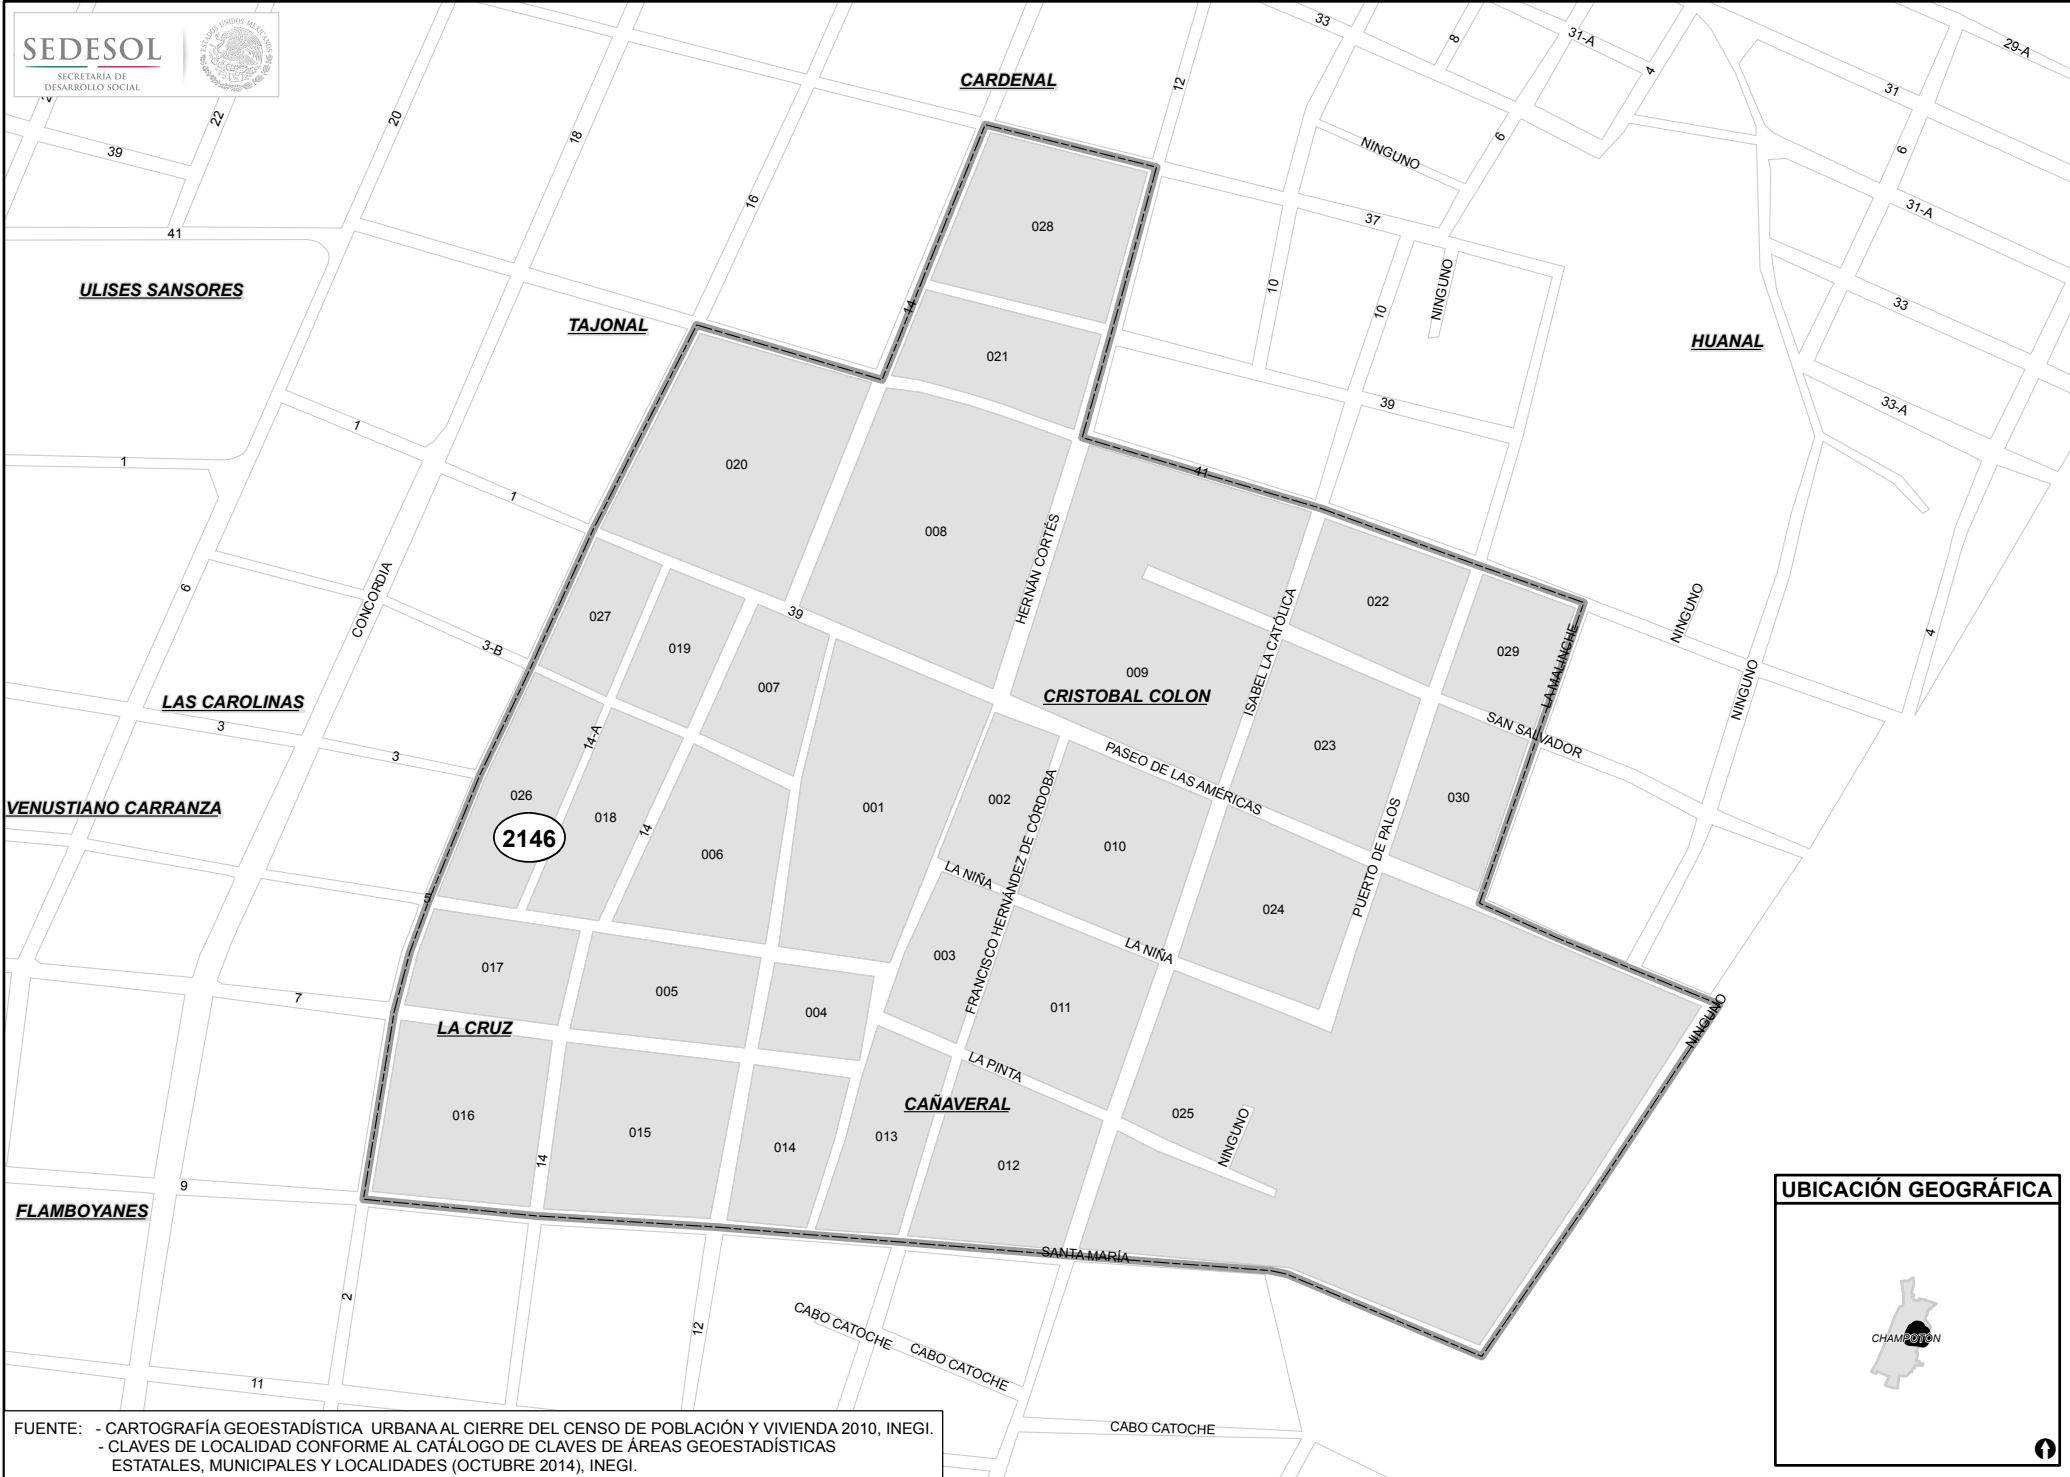 SEDESOL
SECRETARÍA DE
DESARROLLO SOCIAL
ESTADOS UNIDOS MEXICANOS
33
8
31-A
29-A
4
CARDENAL
12
31
22
20
18
39
6
NINGUNO
6
16
31-A
37
41
028
ULISES SANSORES
NINGUNO
10
10
33
14
TAJONAL
HUANAL
021
39
33-A
1
1
020
41
1
008
HERNÁN CORTÉS
6
CONCORDIA
027
39
022
ISABEL LA CATÓLICA
NINGUNO
4
3-B
019
029
LA MALINCHE
009
007
CRISTOBAL COLON
NINGUNO
LAS CAROLINAS
3
SAN SALVADOR
14-A
023
3
PASEO DE LAS AMÉRICAS
026
002
030
VENUSTIANO CARRANZA
001
018
14
2146
FRANCISCO HERNÁNDEZ DE CÓRDOBA
010
006
PUERTO DE PALOS
LA NIÑA
5
024
LA NIÑA
003
017
005
7
011
004
NINGUNO
LA CRUZ
LA PINTA
CAÑAVERAL
016
025
015
013
NINGUNO
014
14
012
9
FLAMBOYANES
SANTA MARÍA
2
12
CABO CATOCHE
CABO CATOCHE
11
CABO CATOCHE
UBICACIÓN GEOGRÁFICA
CHAMPOTON
FUENTE: - CARTOGRAFÍA GEOESTADÍSTICA URBANA AL CIERRE DEL CENSO DE POBLACIÓN Y VIVIENDA 2010, INEGI.
- CLAVES DE LOCALIDAD CONFORME AL CATÁLOGO DE CLAVES DE ÁREAS GEOESTADÍSTICAS
ESTATALES, MUNICIPALES Y LOCALIDADES (OCTUBRE 2014), INEGI.